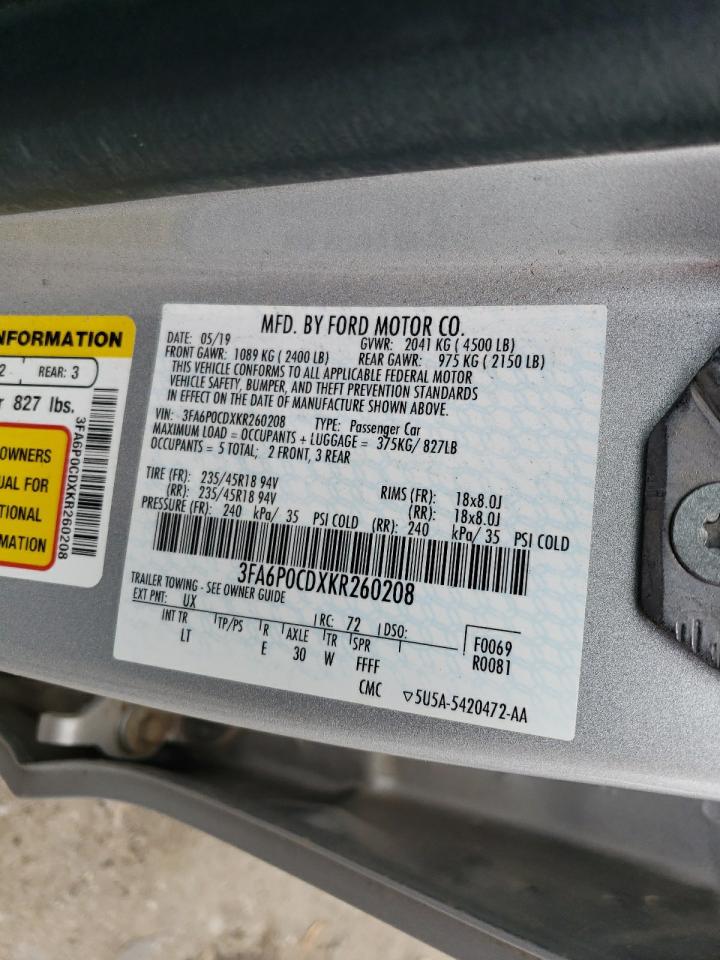 NFORMATION
2 REAR: 3
r 827 lbs.
OWNERS
UAL FOR
TIONAL
MATION
3FA6P0CDXKR260208
MFD. BY FORD MOTOR CO.
DATE: 05/19 GVWR: 2041 KG ( 4500 LB)
FRONT GAWR: 1089 KG ( 2400 LB) REAR GAWR: 975 KG ( 2150 LB)
THIS VEHICLE CONFORMS TO ALL APPLICABLE FEDERAL MOTOR
VEHICLE SAFETY, BUMPER, AND THEFT PREVENTION STANDARDS
IN EFFECT ON THE DATE OF MANUFACTURE SHOWN ABOVE.
VIN: 3FA6P0CDXKR260208 TYPE: Passenger Car
MAXIMUM LOAD = OCCUPANTS + LUGGAGE = 375KG/ 827LB
OCCUPANTS = 5 TOTAL; 2 FRONT, 3 REAR
TIRE (FR): 235/45R18 94V RIMS (FR): 18x8.0J
(RR): 235/45R18 94V (RR): 18x8.0J
PRESSURE (FR): 240 kPa/ 35 PSI COLD (RR): 240 kPa/ 35 PSI COLD
3FA6P0CDXKR260208
TRAILER TOWING - SEE OWNER GUIDE
EXT PNT: UX RC: 72 DSO:
INT TR TP/PS R AXLE TR SPR F0069
LT E 30 W FFFF R0081
CMC ▽5U5A-5420472-AA